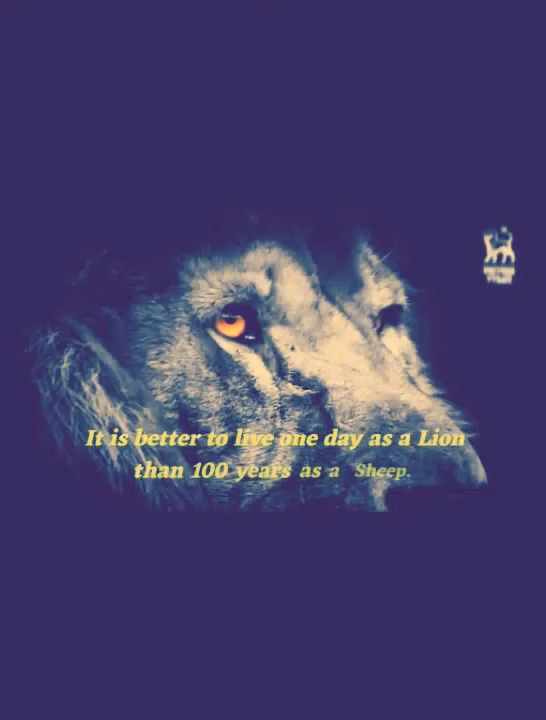 It is better to live one day as a Lion
than 100 years as a Sheep.